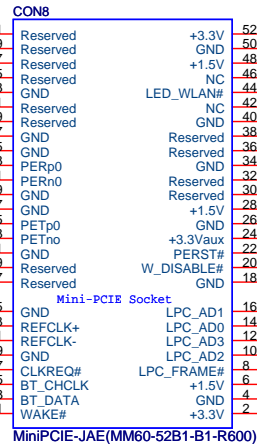 CON8
Reserved +3.3V 52
Reserved GND 50
Reserved +1.5V 48
Reserved NC 46
GND LED_WLAN# 44
Reserved NC 42
Reserved GND 40
GND Reserved 38
GND Reserved 36
PERp0 GND 34
PERn0 Reserved 32
GND Reserved 30
GND +1.5V 28
PETp0 GND 26
PETno +3.3Vaux 24
GND PERST# 22
Reserved W_DISABLE# 20
Reserved GND 18
Mini-PCIE Socket
GND LPC_AD1 16
REFCLK+ LPC_AD0 14
REFCLK- LPC_AD3 12
GND LPC_AD2 10
CLKREQ# LPC_FRAME# 8
BT_CHCLK +1.5V 6
BT_DATA GND 4
WAKE# +3.3V 2
MiniPCIE-JAE(MM60-52B1-B1-R600)